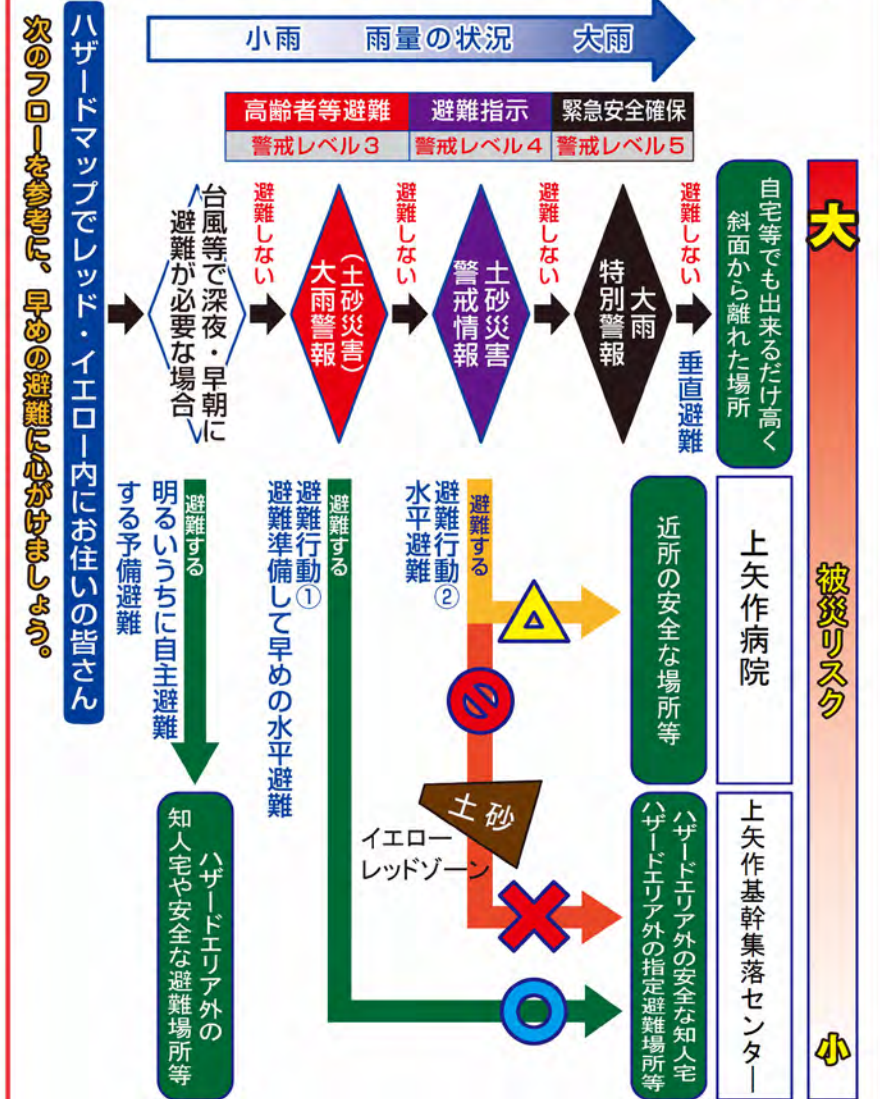 次のフローを参考に、早めの避難に心がけましょう。
ハザードマップでレッド・イエロー内にお住いの皆さん
小雨 雨量の状況 大雨
高齢者等避難
警戒レベル3
避難指示
警戒レベル4
緊急安全確保
警戒レベル5
台風等で深夜・早朝に
避難が必要な場合
避難しない
(土砂災害)
大雨警報
避難しない
土砂災害
警戒情報
避難しない
大雨
特別警報
避難しない
垂直避難
自宅等でも出来るだけ高く
斜面から離れた場所
避難する
明るいうちに自主避難
する予備避難
ハザードエリア外の
知人宅や安全な避難場所等
避難する
避難行動①
避難準備して早めの水平避難
避難する
避難行動②
水平避難
土砂
イエロー
レッドゾーン
近所の安全な場所等
上矢作病院
ハザードエリア外の安全な知人宅
ハザードエリア外の指定避難場所等
上矢作基幹集落センター
大
被災リスク
小